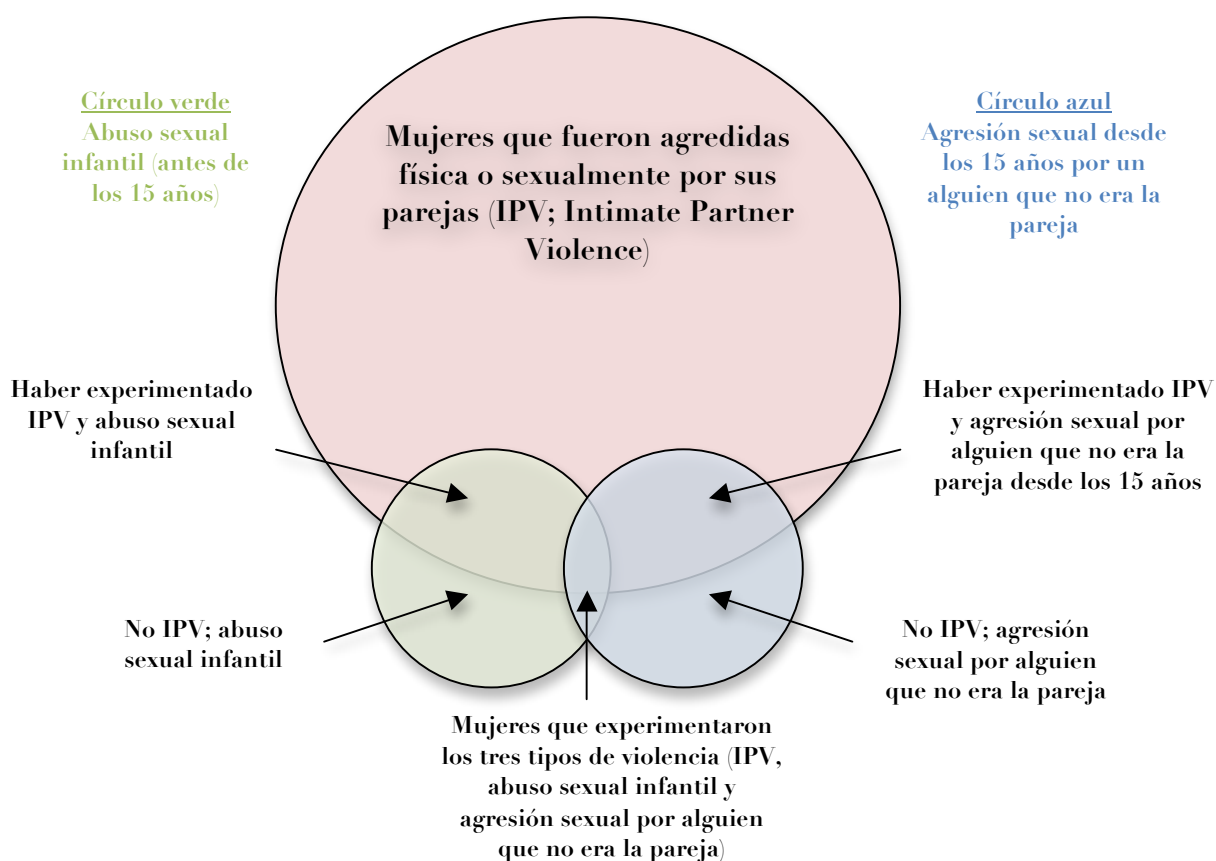 Círculo verde
Abuso sexual
infantil (antes de
los 15 años)
Mujeres que fueron agredidas
física o sexualmente por sus
parejas (IPV; Intimate Partner
Violence)
Círculo azul
Agresión sexual desde
los 15 años por un
alguien que no era la
pareja
Haber experimentado
IPV y abuso sexual
infantil
Haber experimentado IPV
y agresión sexual por
alguien que no era la
pareja desde los 15 años
No IPV; abuso
sexual infantil
No IPV; agresión
sexual por alguien
que no era la pareja
Mujeres que experimentaron
los tres tipos de violencia (IPV,
abuso sexual infantil y
agresión sexual por alguien
que no era la pareja)